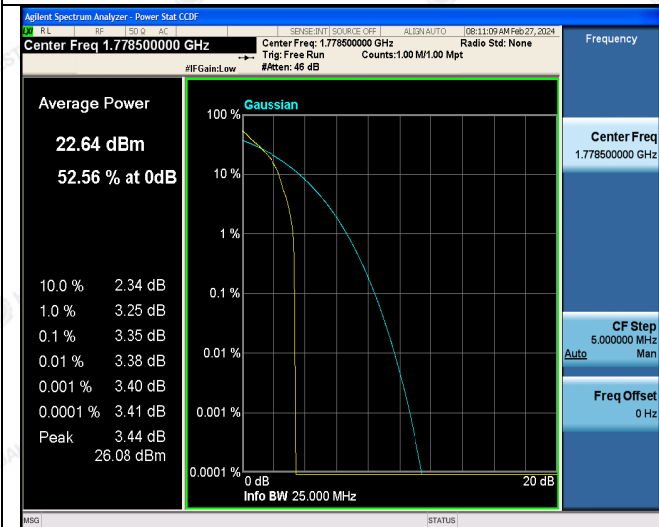 Agilent Spectrum Analyzer - Power Stat CCDF
RL RF 50 Ω AC SENSE:INT SOURCE OFF ALIGN AUTO 08:11:09 AM Feb 27, 2024
Center Freq 1.778500000 GHz
Center Freq: 1.778500000 GHz Radio Std: None
Trig: Free Run Counts:1.00 M/1.00 Mpt
#IFGain:Low #Atten: 46 dB
Frequency
Center Freq
1.778500000 GHz
CF Step
5.000000 MHz
Auto Man
Freq Offset
0 Hz
Average Power
22.64 dBm
52.56 % at 0dB
10.0 % 2.34 dB
1.0 % 3.25 dB
0.1 % 3.35 dB
0.01 % 3.38 dB
0.001 % 3.40 dB
0.0001 % 3.41 dB
Peak 3.44 dB
26.08 dBm
Gaussian
100 %
10 %
1 %
0.1 %
0.01 %
0.001 %
0.0001 %
0 dB 20 dB
Info BW 25.000 MHz
MSG STATUS